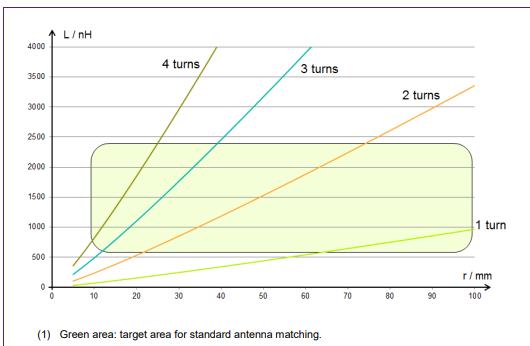 L / nH
4000
4 turns
3 turns
3500
2 turns
3000
2500
2000
1500
1 turn
1000
500
0
r / mm
0 10 20 30 40 50 60 70 80 90 100
(1) Green area: target area for standard antenna matching.